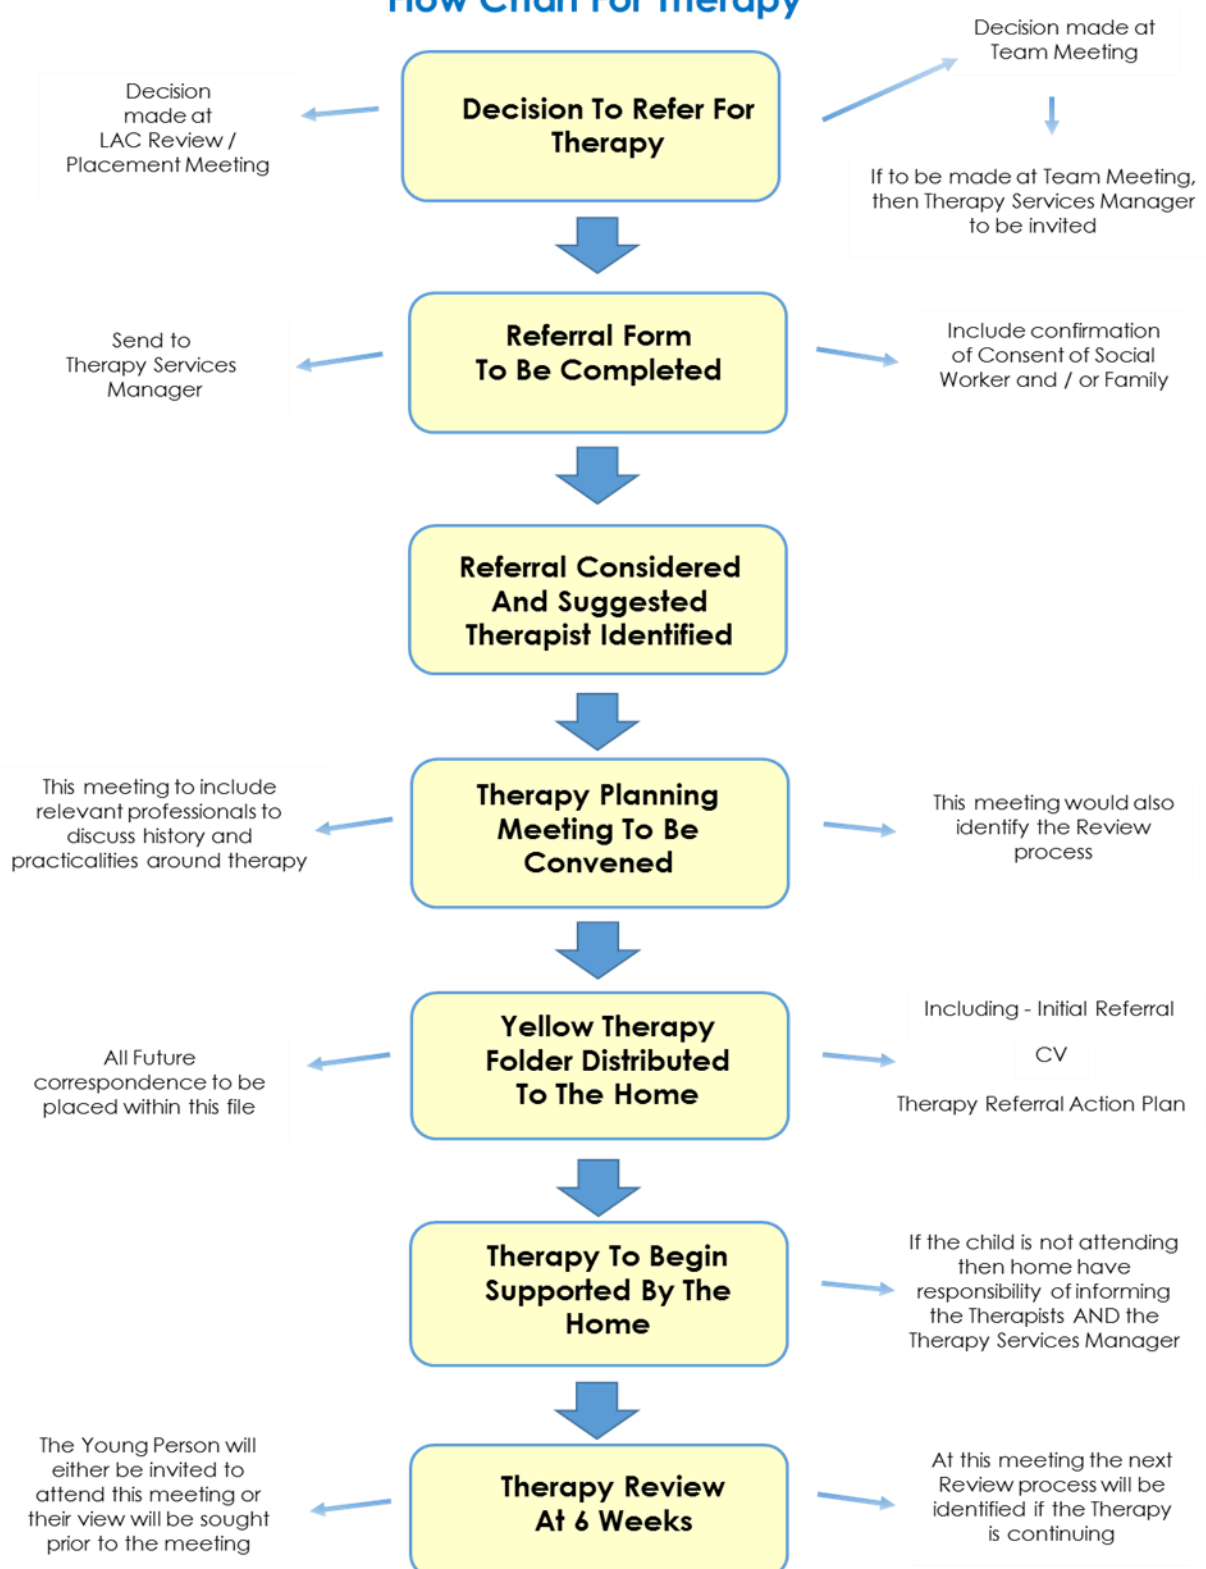 Flow Chart For Therapy
Decision made at
Team Meeting
Decision
made at
LAC Review /
Placement Meeting
Decision To Refer For
Therapy
If to be made at Team Meeting,
then Therapy Services Manager
to be invited
Send to
Therapy Services
Manager
Referral Form
To Be Completed
Include confirmation
of Consent of Social
Worker and / or Family
Referral Considered
And Suggested
Therapist Identified
This meeting to include
relevant professionals to
discuss history and
practicalities around therapy
Therapy Planning
Meeting To Be
Convened
This meeting would also
identify the Review
process
All Future
correspondence to be
placed within this file
Yellow Therapy
Folder Distributed
To The Home
Including - Initial Referral
CV
Therapy Referral Action Plan
Therapy To Begin
Supported By The
Home
If the child is not attending
then home have
responsibility of informing
the Therapists AND the
Therapy Services Manager
The Young Person will
either be invited to
attend this meeting or
their view will be sought
prior to the meeting
Therapy Review
At 6 Weeks
At this meeting the next
Review process will be
identified if the Therapy
is continuing